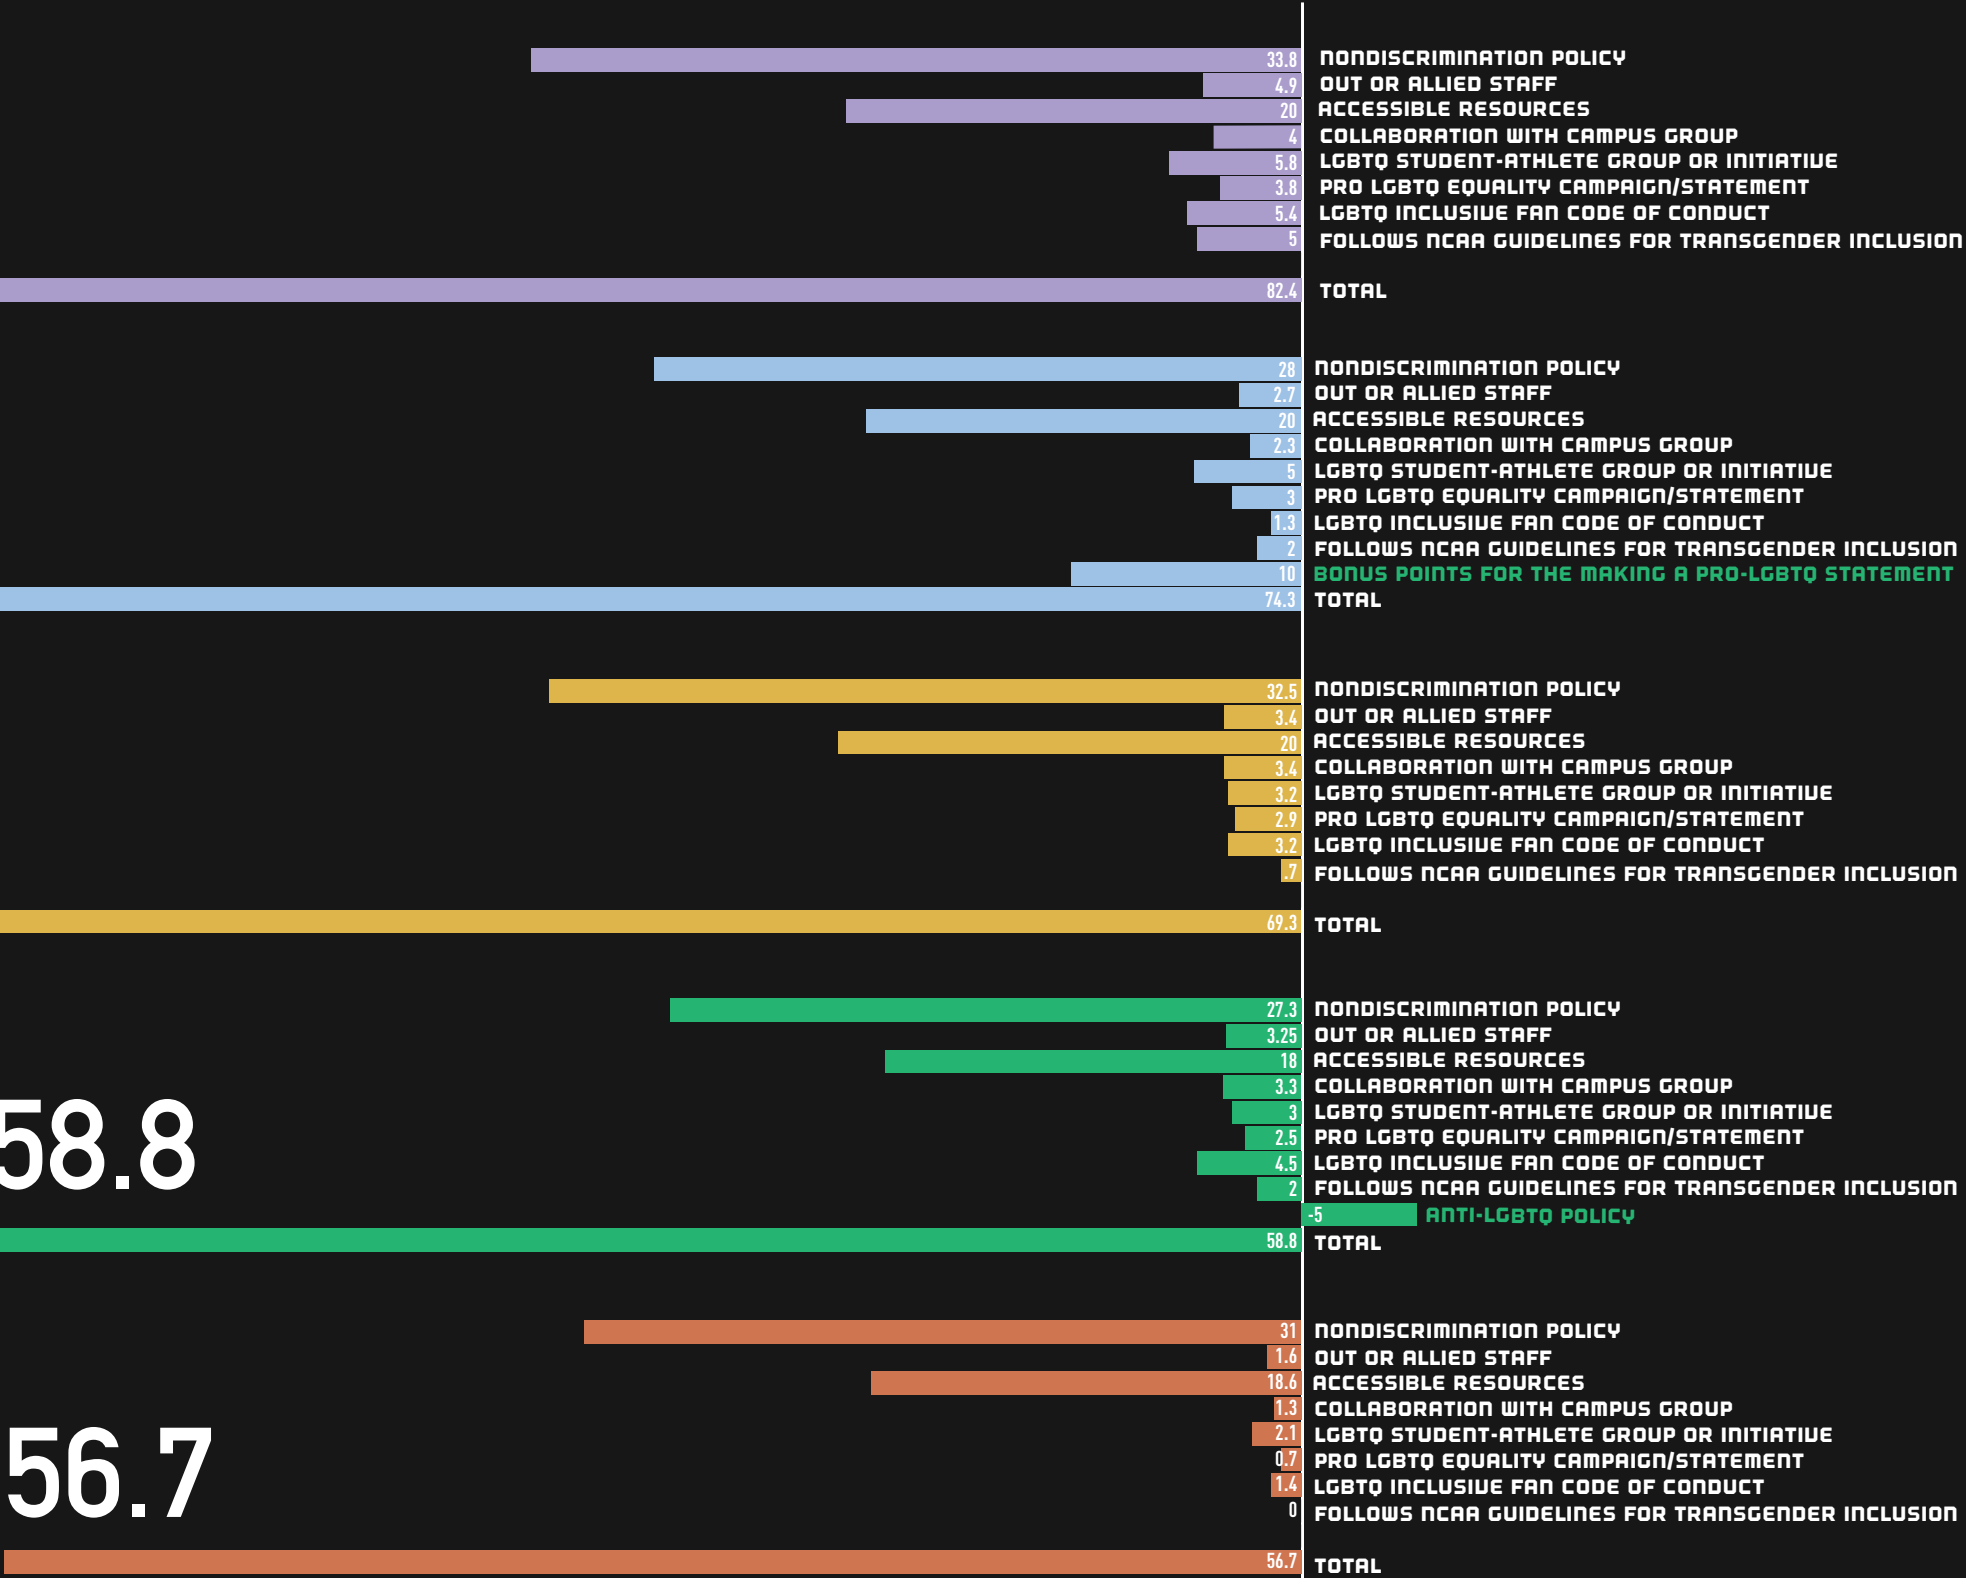 33.8 NONDISCRIMINATION POLICY
4.9 OUT OR ALLIED STAFF
20 ACCESSIBLE RESOURCES
4 COLLABORATION WITH CAMPUS GROUP
5.8 LGBTQ STUDENT-ATHLETE GROUP OR INITIATIVE
3.8 PRO LGBTQ EQUALITY CAMPAIGN/STATEMENT
5.4 LGBTQ INCLUSIVE FAN CODE OF CONDUCT
5 FOLLOWS NCAA GUIDELINES FOR TRANSGENDER INCLUSION
82.4 TOTAL
28 NONDISCRIMINATION POLICY
2.7 OUT OR ALLIED STAFF
20 ACCESSIBLE RESOURCES
2.3 COLLABORATION WITH CAMPUS GROUP
5 LGBTQ STUDENT-ATHLETE GROUP OR INITIATIVE
3 PRO LGBTQ EQUALITY CAMPAIGN/STATEMENT
1.3 LGBTQ INCLUSIVE FAN CODE OF CONDUCT
2 FOLLOWS NCAA GUIDELINES FOR TRANSGENDER INCLUSION
10 BONUS POINTS FOR THE MAKING A PRO-LGBTQ STATEMENT
74.3 TOTAL
32.5 NONDISCRIMINATION POLICY
3.4 OUT OR ALLIED STAFF
20 ACCESSIBLE RESOURCES
3.4 COLLABORATION WITH CAMPUS GROUP
3.2 LGBTQ STUDENT-ATHLETE GROUP OR INITIATIVE
2.9 PRO LGBTQ EQUALITY CAMPAIGN/STATEMENT
3.2 LGBTQ INCLUSIVE FAN CODE OF CONDUCT
.7 FOLLOWS NCAA GUIDELINES FOR TRANSGENDER INCLUSION
69.3 TOTAL
27.3 NONDISCRIMINATION POLICY
3.25 OUT OR ALLIED STAFF
18 ACCESSIBLE RESOURCES
3.3 COLLABORATION WITH CAMPUS GROUP
3 LGBTQ STUDENT-ATHLETE GROUP OR INITIATIVE
2.5 PRO LGBTQ EQUALITY CAMPAIGN/STATEMENT
58.8
4.5 LGBTQ INCLUSIVE FAN CODE OF CONDUCT
2 FOLLOWS NCAA GUIDELINES FOR TRANSGENDER INCLUSION
-5 ANTI-LGBTQ POLICY
58.8 TOTAL
31 NONDISCRIMINATION POLICY
1.6 OUT OR ALLIED STAFF
18.6 ACCESSIBLE RESOURCES
1.3 COLLABORATION WITH CAMPUS GROUP
2.1 LGBTQ STUDENT-ATHLETE GROUP OR INITIATIVE
0.7 PRO LGBTQ EQUALITY CAMPAIGN/STATEMENT
56.7
1.4 LGBTQ INCLUSIVE FAN CODE OF CONDUCT
0 FOLLOWS NCAA GUIDELINES FOR TRANSGENDER INCLUSION
56.7 TOTAL